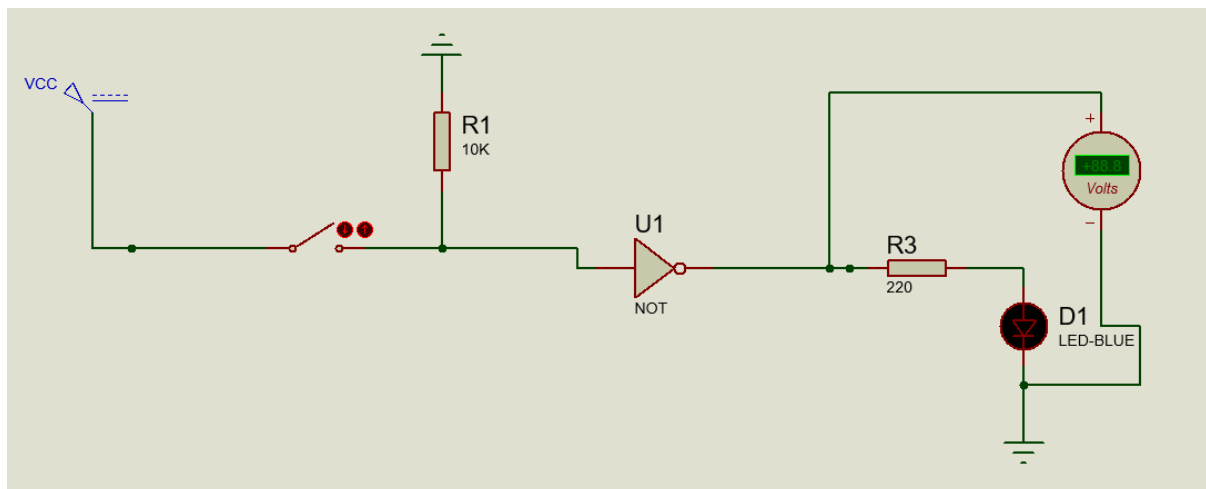 VCC
R1
10K
U1
NOT
R3
220
+88.8
Volts
D1
LED-BLUE